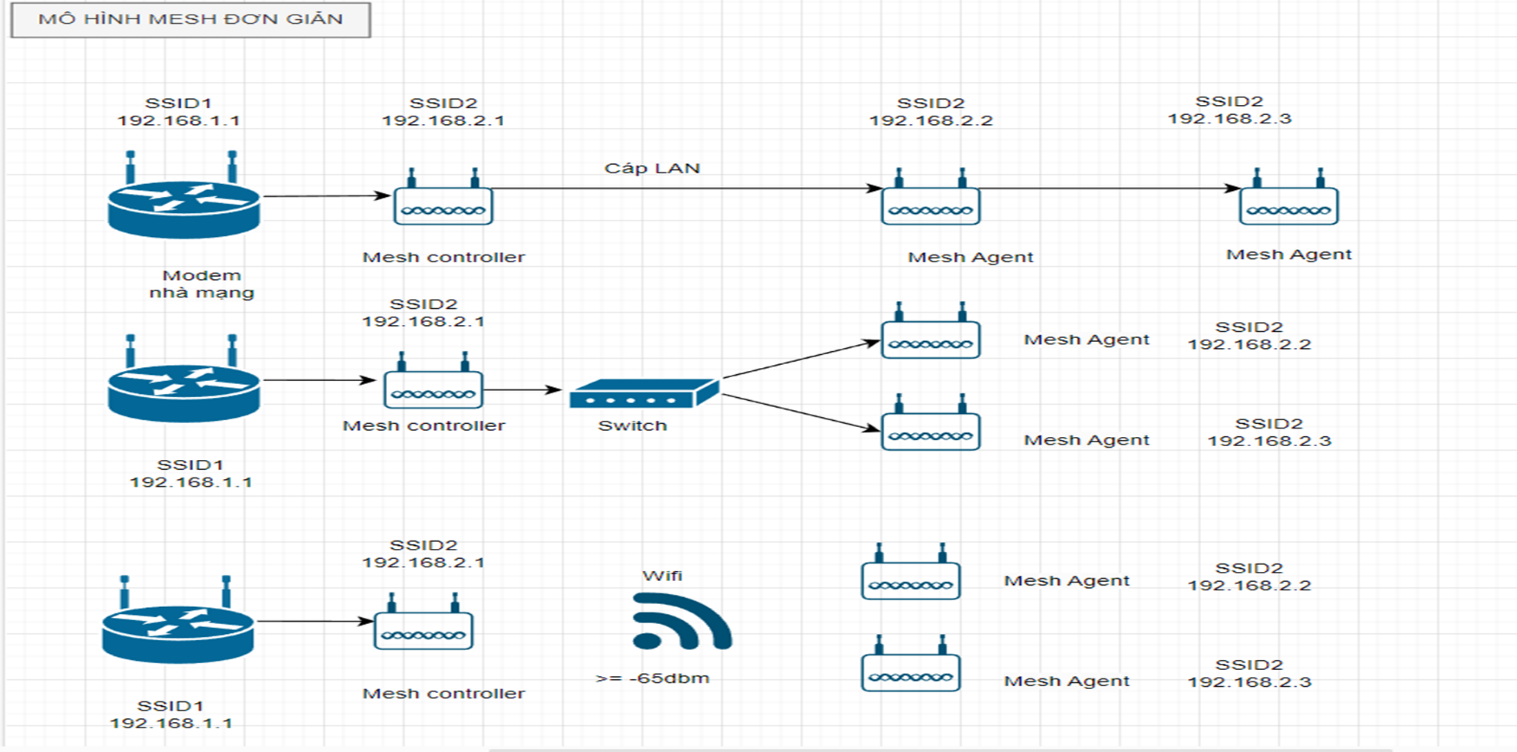 MÔ HÌNH MESH ĐƠN GIẢN
SSID1
192.168.1.1
SSID2
192.168.2.1
SSID2
192.168.2.2
SSID2
192.168.2.3
Cáp LAN
Mesh controller
Mesh Agent
Mesh Agent
Modem
nhà mạng
SSID2
192.168.2.1
Mesh controller
Switch
Mesh Agent
SSID2
192.168.2.2
Mesh Agent
SSID2
192.168.2.3
SSID1
192.168.1.1
SSID2
192.168.2.1
Wifi
>= -65dbm
Mesh controller
Mesh Agent
SSID2
192.168.2.2
Mesh Agent
SSID2
192.168.2.3
SSID1
192.168.1.1